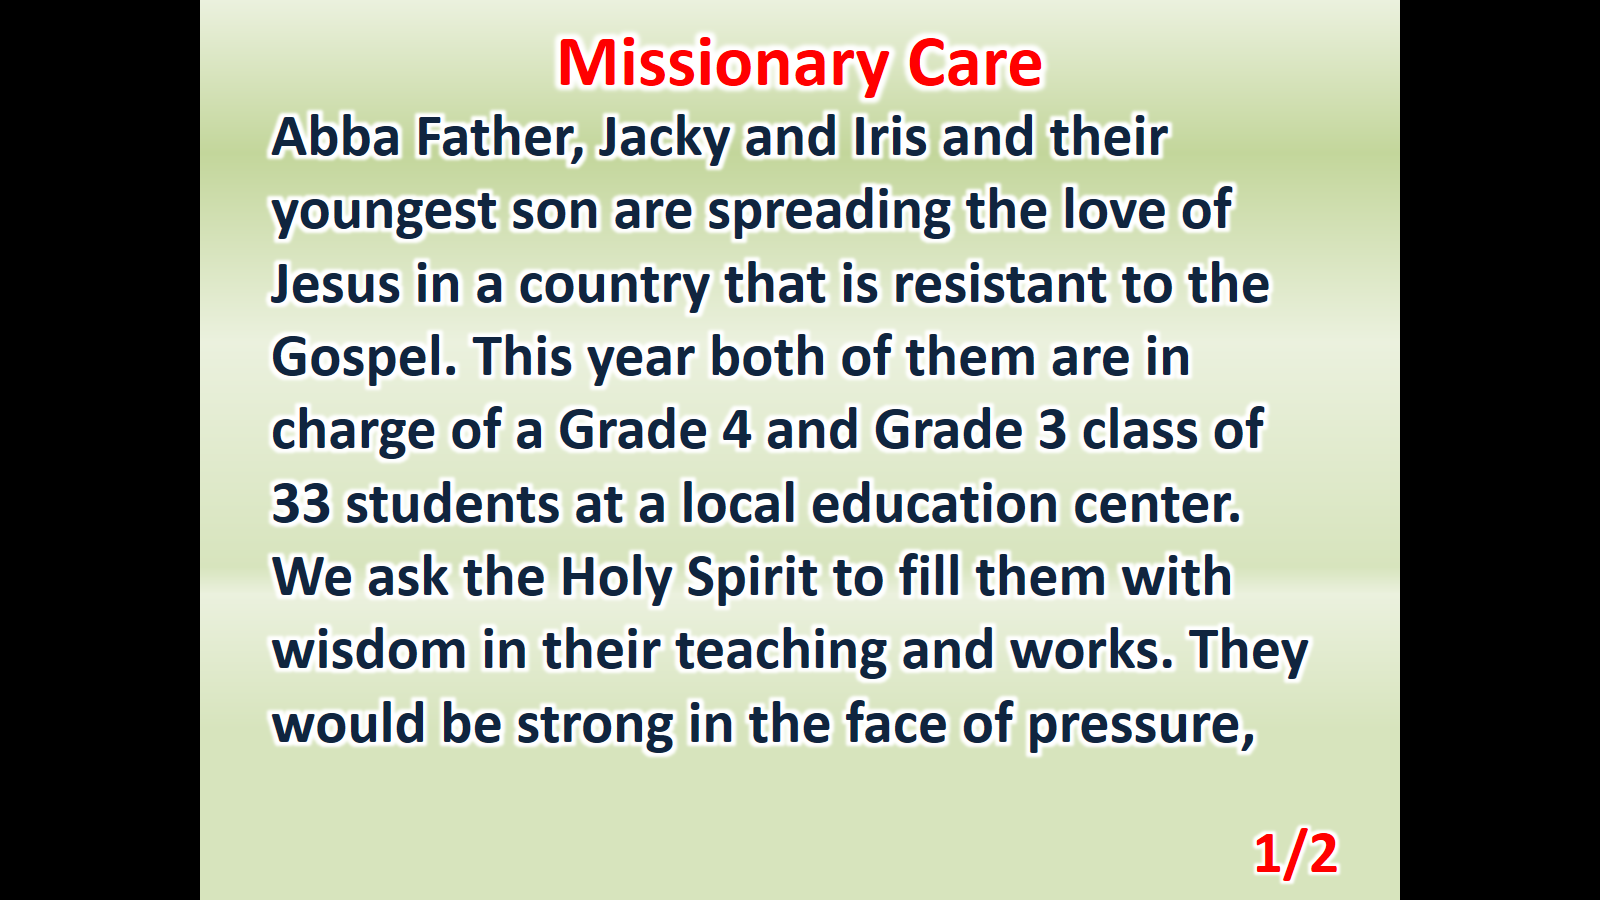 Missionary Care
Abba Father, Jacky and Iris and their
youngest son are spreading the love of
Jesus in a country that is resistant to the
Gospel. This year both of them are in
charge of a Grade 4 and Grade 3 class of
33 students at a local education center.
We ask the Holy Spirit to fill them with
wisdom in their teaching and works. They
would be strong in the face of pressure,
1/2